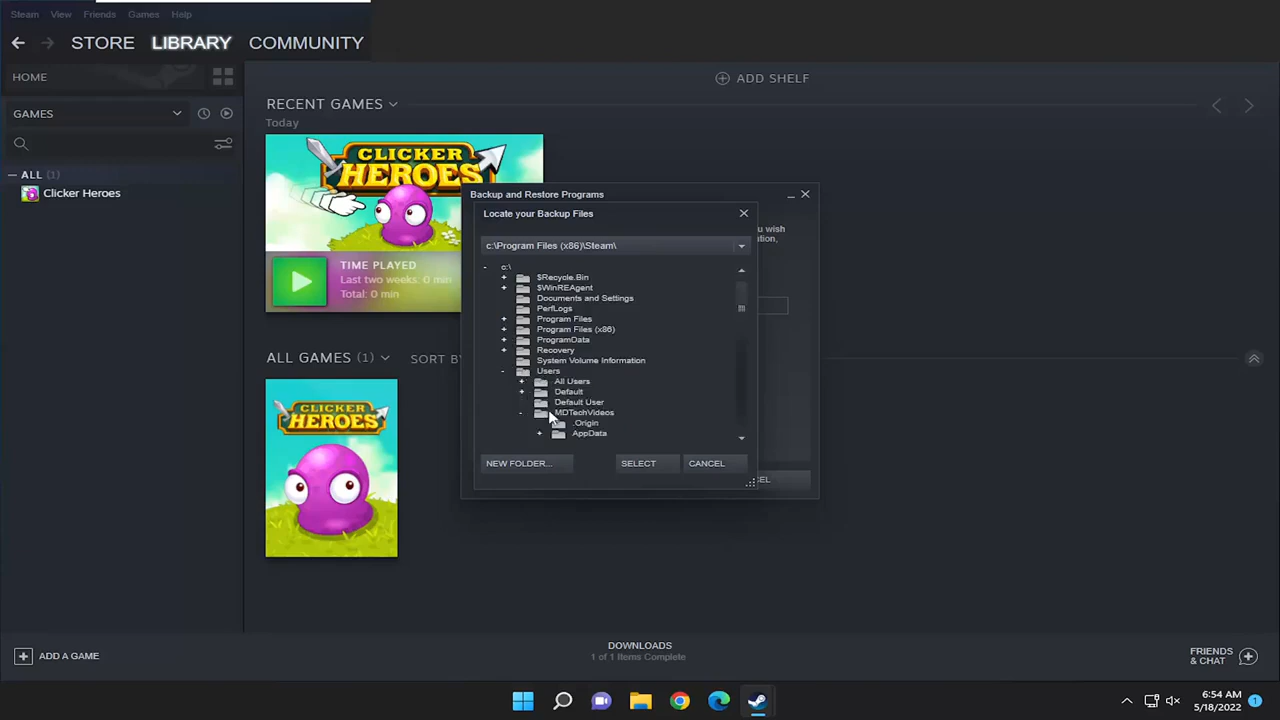 Steam View Friends Games Help
STORE LIBRARY COMMUNITY
HOME
GAMES
ALL (1)
Clicker Heroes
ADD SHELF
RECENT GAMES
Today
CLICKER
HEROES
TIME PLAYED
Last two weeks: 0 min
Total: 0 min
ALL GAMES (1) SORT BY
CLICKER
HEROES
Backup and Restore Programs
u wish
ation,
Locate your Backup Files
c:\Program Files (x86)\Steam\
c:\
$Recycle.Bin
$WinREAgent
Documents and Settings
PerfLogs
Program Files
Program Files (x86)
ProgramData
Recovery
System Volume Information
Users
All Users
Default
Default User
MDTechVideos
.Origin
AppData
NEW FOLDER... SELECT CANCEL
CEL
ADD A GAME
DOWNLOADS
1 of 1 Items Complete
FRIENDS
& CHAT
6:54 AM
5/18/2022
1